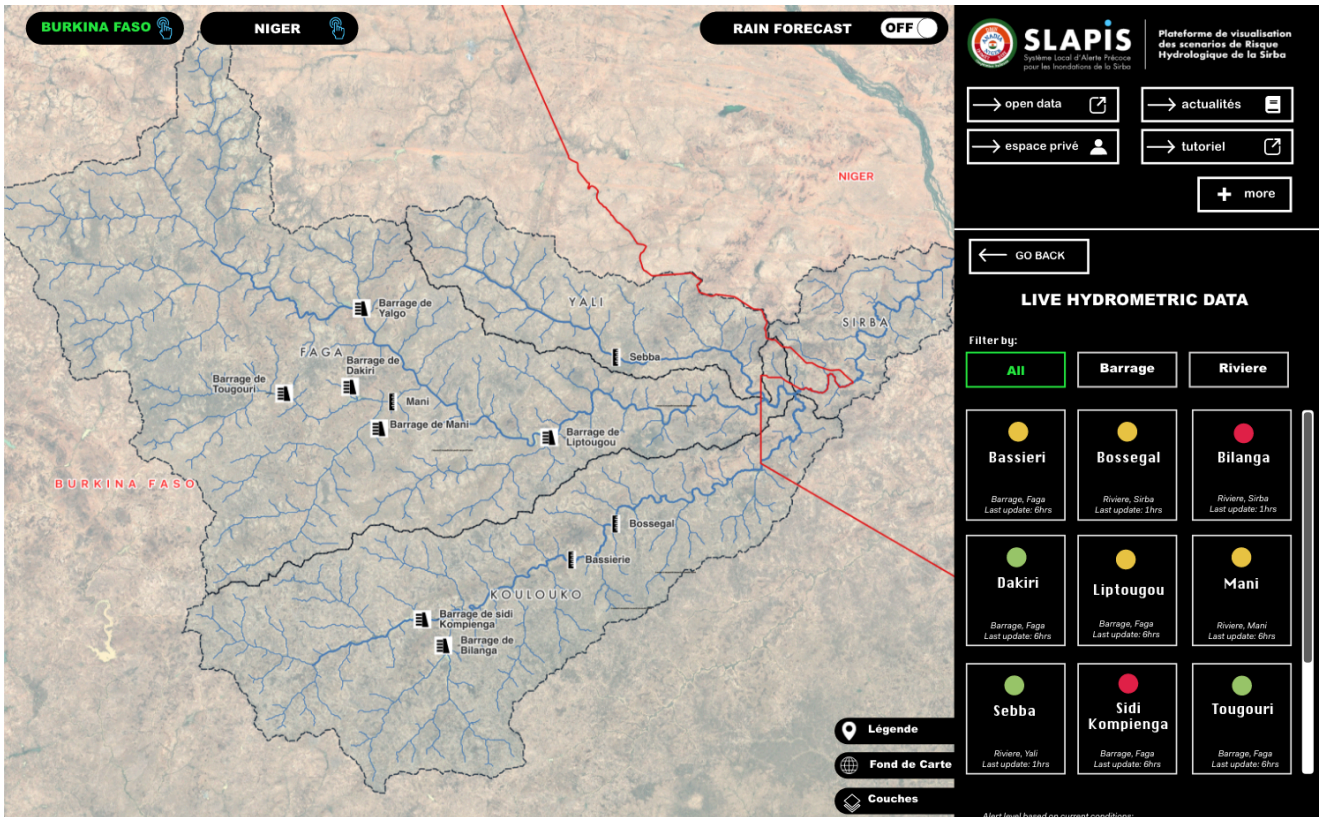 BURKINA FASO
NIGER
RAIN FORECAST
OFF
NIGER
YALI
SIRBA
Barrage de
Yalgo
FAGA
Barrage de
Dakiri
Sebba
Barrage de
Tougouri
Mani
Barrage de Mani
Barrage de
Liptougou
BURKINA FASO
Bossegal
Bassierie
KOULOUKO
Barrage de sidi
Kompienga
Barrage de
Bilanga
Légende
Fond de Carte
Couches
SLAPIS
Système Local d'Alerte Précoce
pour les Inondations de la Sirba
Plateforme de visualisation
des scenarios de Risque
Hydrologique de la Sirba
open data
actualités
espace privé
tutoriel
+ more
GO BACK
LIVE HYDROMETRIC DATA
Filter by:
All
Barrage
Riviere
Bassieri
Barrage, Faga
Last update: 6hrs
Bossegal
Riviere, Sirba
Last update: 1hrs
Bilanga
Riviere, Sirba
Last update: 1hrs
Dakiri
Barrage, Faga
Last update: 6hrs
Liptougou
Barrage, Faga
Last update: 6hrs
Mani
Riviere, Mani
Last update: 6hrs
Sebba
Riviere, Yali
Last update: 1hrs
Sidi
Kompienga
Barrage, Faga
Last update: 6hrs
Tougouri
Barrage, Faga
Last update: 6hrs
Alert level based on current conditions: